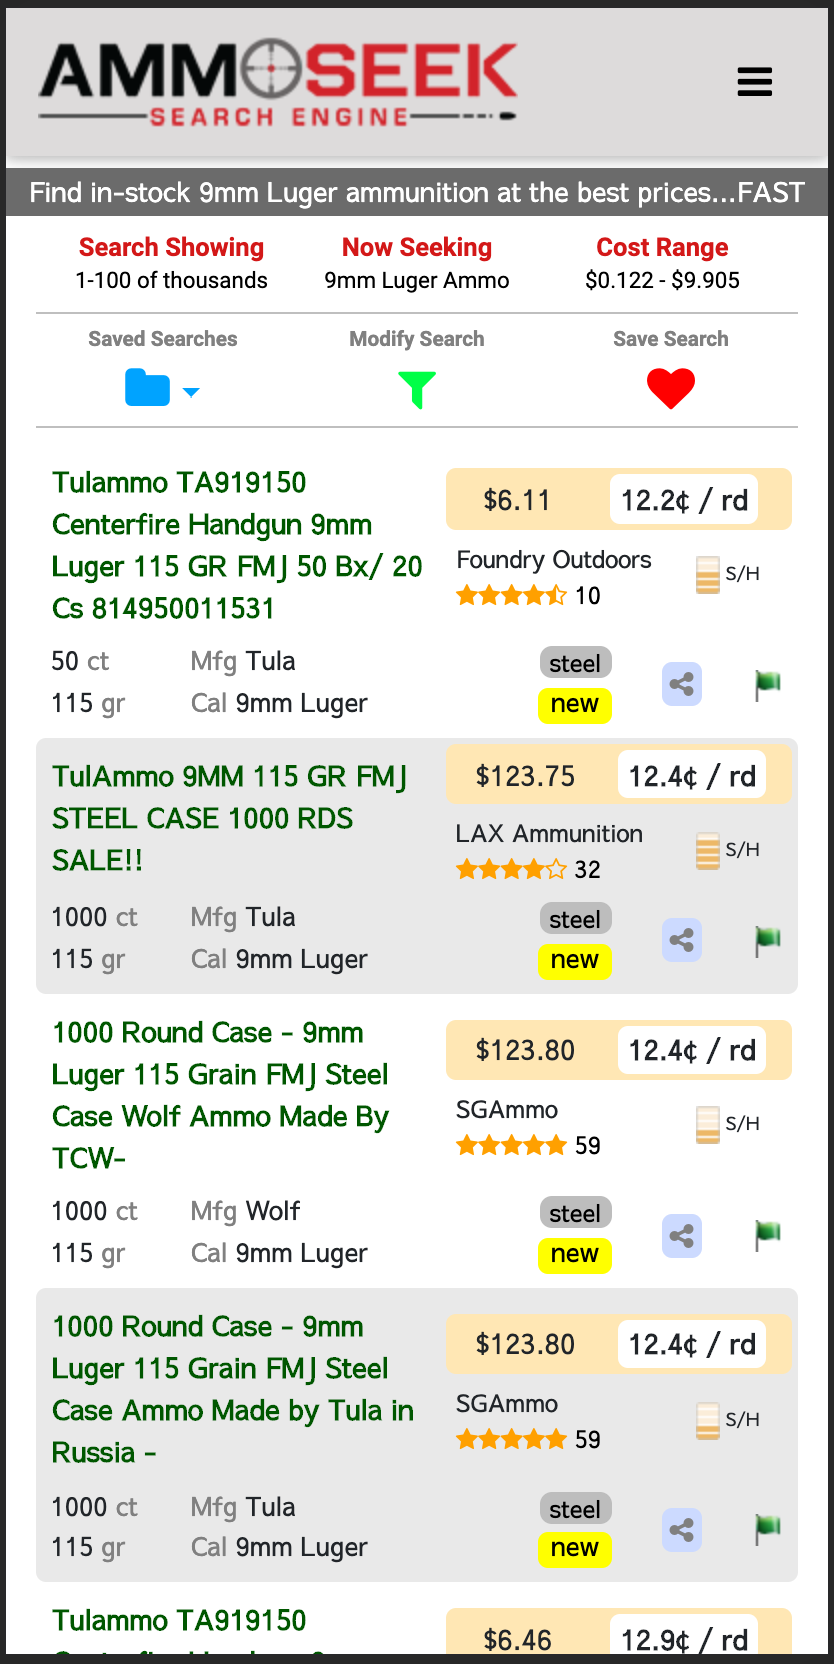 AMMOSEEK
SEARCH ENGINE
Find in-stock 9mm Luger ammunition at the best prices...FAST
Search Showing
1-100 of thousands
Now Seeking
9mm Luger Ammo
Cost Range
$0.122 - $9.905
Saved Searches
Modify Search
Save Search
Tulammo TA919150
Centerfire Handgun 9mm
Luger 115 GR FMJ 50 Bx/ 20
Cs 814950011531
$6.11
12.2¢ / rd
Foundry Outdoors
10
S/H
50 ct
Mfg Tula
115 gr
Cal 9mm Luger
steel
new
TulAmmo 9MM 115 GR FMJ
STEEL CASE 1000 RDS
SALE!!
$123.75
12.4¢ / rd
LAX Ammunition
32
S/H
1000 ct
Mfg Tula
115 gr
Cal 9mm Luger
steel
new
1000 Round Case - 9mm
Luger 115 Grain FMJ Steel
Case Wolf Ammo Made By
TCW-
$123.80
12.4¢ / rd
SGAmmo
59
S/H
1000 ct
Mfg Wolf
115 gr
Cal 9mm Luger
steel
new
1000 Round Case - 9mm
Luger 115 Grain FMJ Steel
Case Ammo Made by Tula in
Russia -
$123.80
12.4¢ / rd
SGAmmo
59
S/H
1000 ct
Mfg Tula
115 gr
Cal 9mm Luger
steel
new
Tulammo TA919150
$6.46
12.9¢ / rd